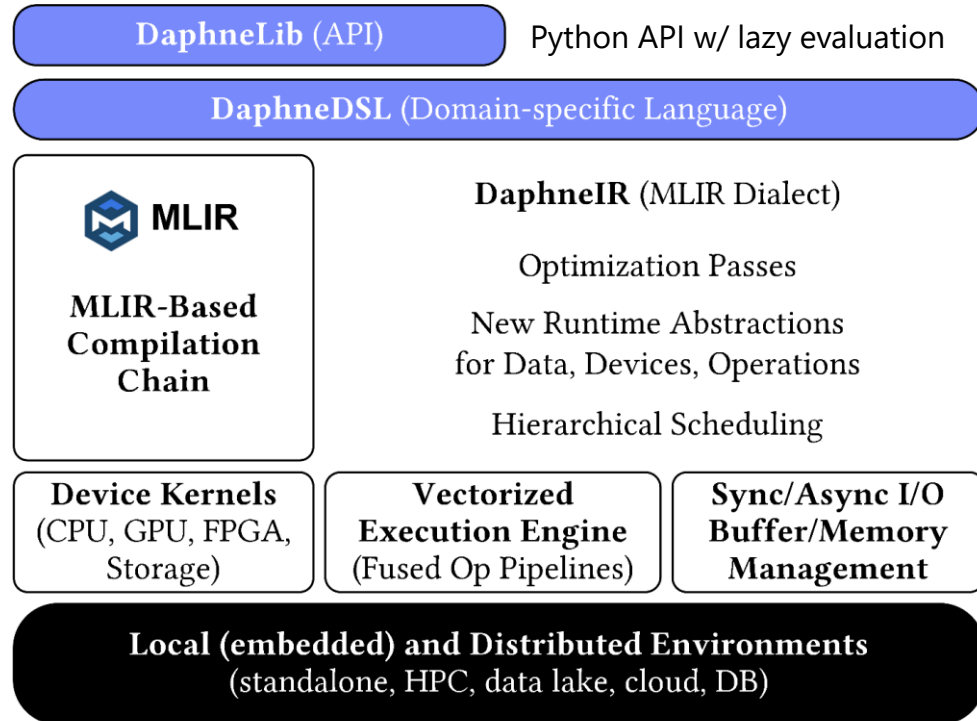 DaphneLib (API)
Python API w/ lazy evaluation
DaphneDSL (Domain-specific Language)
MLIR
MLIR-Based
Compilation
Chain
DaphneIR (MLIR Dialect)
Optimization Passes
New Runtime Abstractions
for Data, Devices, Operations
Hierarchical Scheduling
Device Kernels
(CPU, GPU, FPGA,
Storage)
Vectorized
Execution Engine
(Fused Op Pipelines)
Sync/Async I/O
Buffer/Memory
Management
Local (embedded) and Distributed Environments
(standalone, HPC, data lake, cloud, DB)